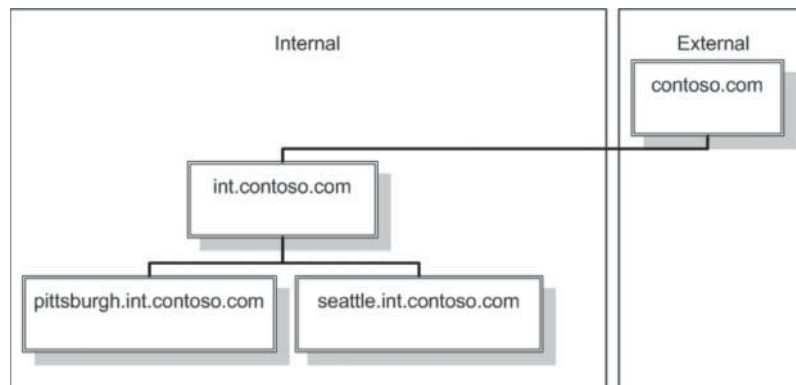 Internal
External
contoso.com
int.contoso.com
pittsburgh.int.contoso.com
seattle.int.contoso.com